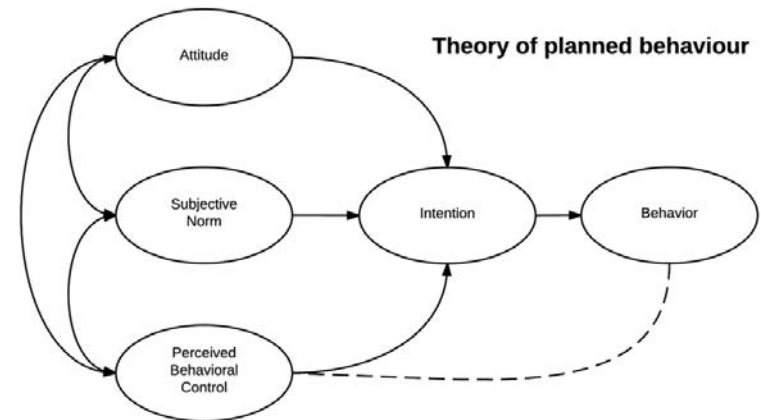 Theory of planned behaviour
Attitude
Subjective
Norm
Intention
Behavior
Perceived
Behavioral
Control